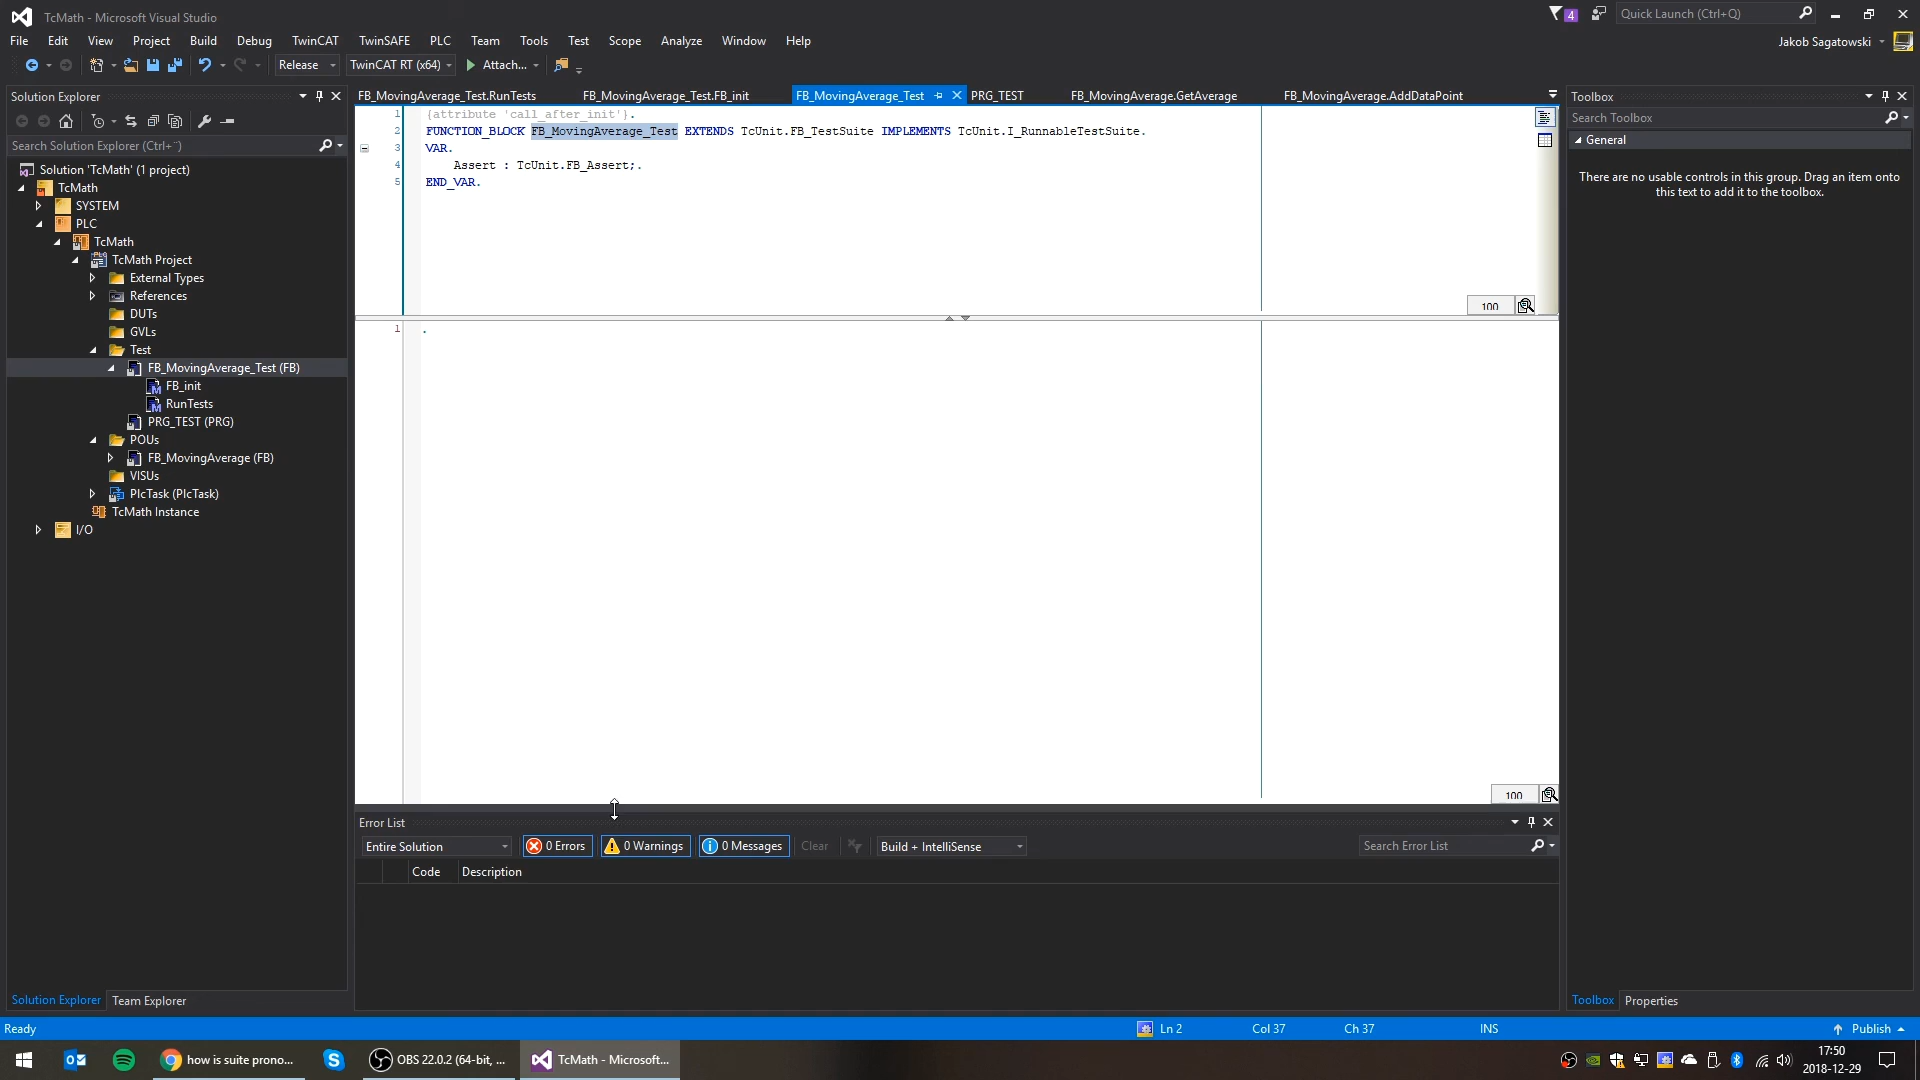 TcMath - Microsoft Visual Studio
4
Quick Launch (Ctrl+Q)
File Edit View Project Build Debug TwinCAT TwinSAFE PLC Team Tools Test Scope Analyze Window Help
Jakob Sagatowski
Release TwinCAT RT (x64) Attach...
Solution Explorer
Search Solution Explorer (Ctrl+¨)
Solution 'TcMath' (1 project)
TcMath
SYSTEM
PLC
TcMath
TcMath Project
External Types
References
DUTs
GVLs
Test
FB_MovingAverage_Test (FB)
FB_init
RunTests
PRG_TEST (PRG)
POUs
FB_MovingAverage (FB)
VISUs
PlcTask (PlcTask)
TcMath Instance
I/O
Solution Explorer Team Explorer
FB_MovingAverage_Test.RunTests FB_MovingAverage_Test.FB_init FB_MovingAverage_Test PRG_TEST FB_MovingAverage.GetAverage FB_MovingAverage.AddDataPoint
1 {attribute 'call_after_init'}.
2 FUNCTION_BLOCK FB_MovingAverage_Test EXTENDS TcUnit.FB_TestSuite IMPLEMENTS TcUnit.I_RunnableTestSuite.
3 VAR.
4 Assert : TcUnit.FB_Assert;.
5 END_VAR.
100
1 .
100
Error List
Entire Solution 0 Errors 0 Warnings 0 Messages Clear Build + IntelliSense Search Error List
Code Description
Toolbox
Search Toolbox
General
There are no usable controls in this group. Drag an item onto
this text to add it to the toolbox.
Toolbox Properties
Ready Ln 2 Col 37 Ch 37 INS Publish
how is suite prono... OBS 22.0.2 (64-bit, ... TcMath - Microsoft...
17:50
2018-12-29